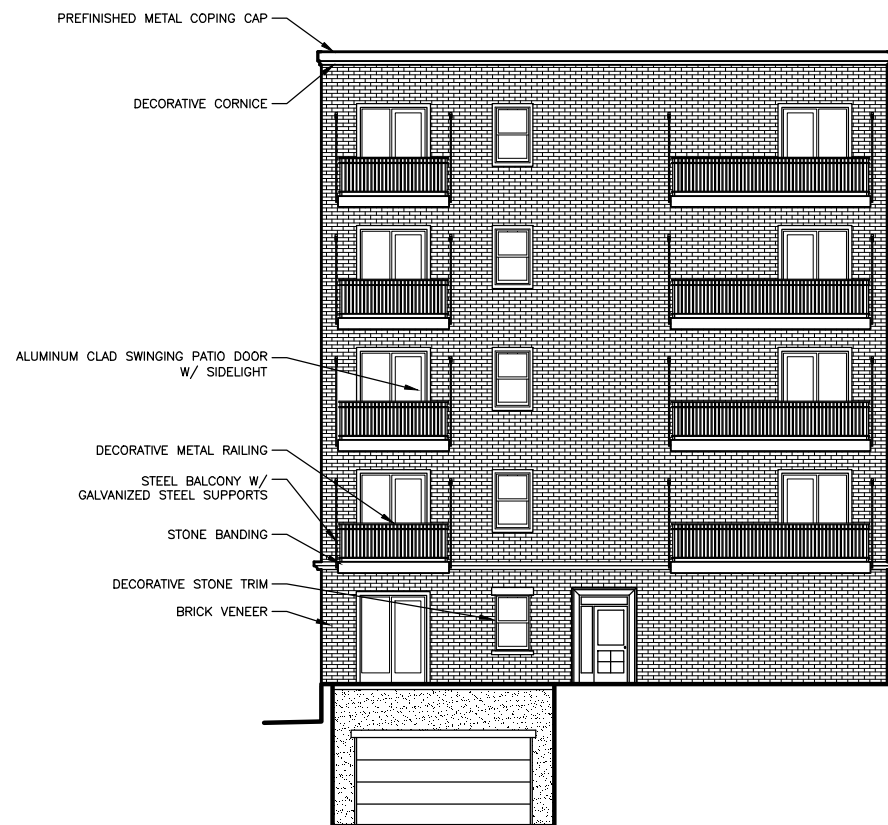 PREFINISHED METAL COPING CAP
DECORATIVE CORNICE
ALUMINUM CLAD SWINGING PATIO DOOR
W/ SIDELIGHT
DECORATIVE METAL RAILING
STEEL BALCONY W/
GALVANIZED STEEL SUPPORTS
STONE BANDING
DECORATIVE STONE TRIM
BRICK VENEER